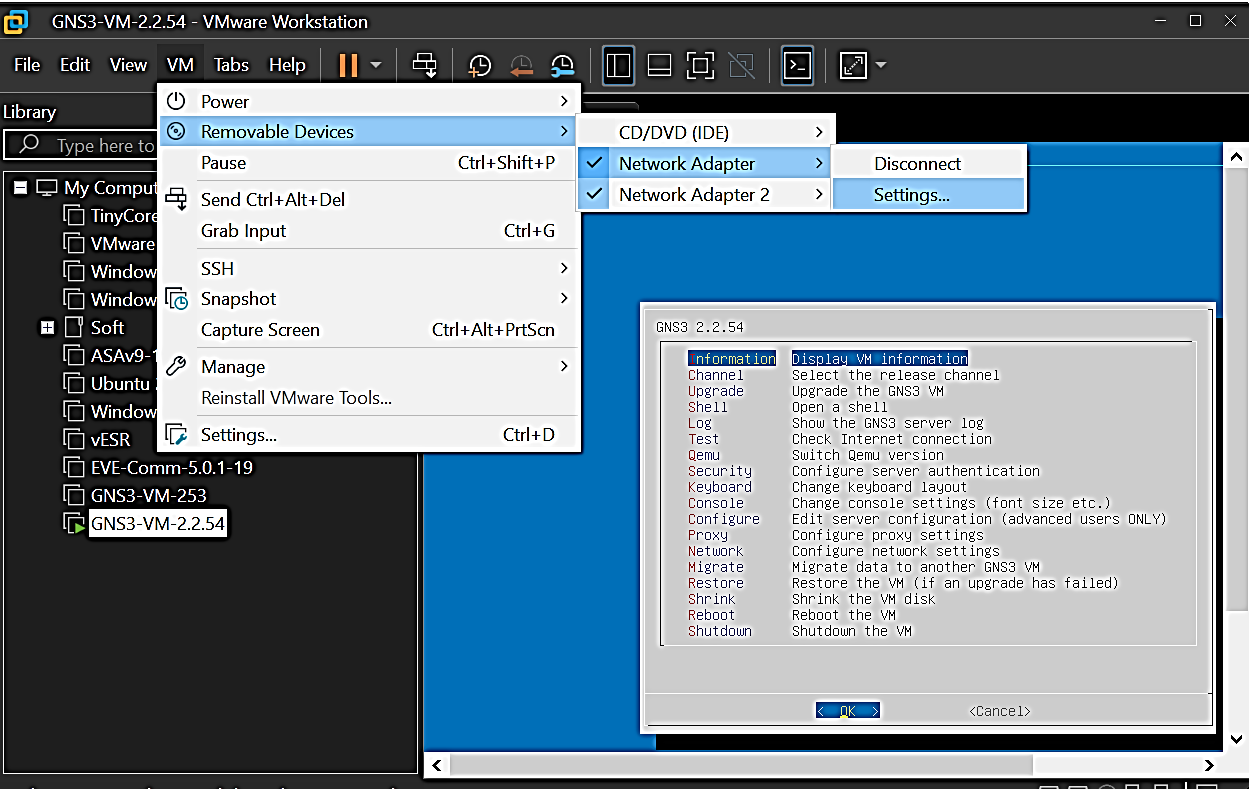 GNS3-VM-2.2.54 - VMware Workstation
File Edit View VM Tabs Help
Library
Type here to
My Comput
TinyCore
VMware
Window
Window
Soft
ASAv9-1
Ubuntu
Window
vESR
EVE-Comm-5.0.1-19
GNS3-VM-253
GNS3-VM-2.2.54
Power
Removable Devices
Pause Ctrl+Shift+P
Send Ctrl+Alt+Del
Grab Input Ctrl+G
SSH
Snapshot
Capture Screen Ctrl+Alt+PrtScn
Manage
Reinstall VMware Tools...
Settings... Ctrl+D
CD/DVD (IDE)
Network Adapter
Network Adapter 2
Disconnect
Settings...
GNS3 2.2.54
Information Display VM information
Channel Select the release channel
Upgrade Upgrade the GNS3 VM
Shell Open a shell
Log Show the GNS3 server log
Test Check Internet connection
Qemu Switch Qemu version
Security Configure server authentication
Keyboard Change keyboard layout
Console Change console settings (font size etc.)
Configure Edit server configuration (advanced users ONLY)
Proxy Configure proxy settings
Network Configure network settings
Migrate Migrate data to another GNS3 VM
Restore Restore the VM (if an upgrade has failed)
Shrink Shrink the VM disk
Reboot Reboot the VM
Shutdown Shutdown the VM
< OK > <Cancel>